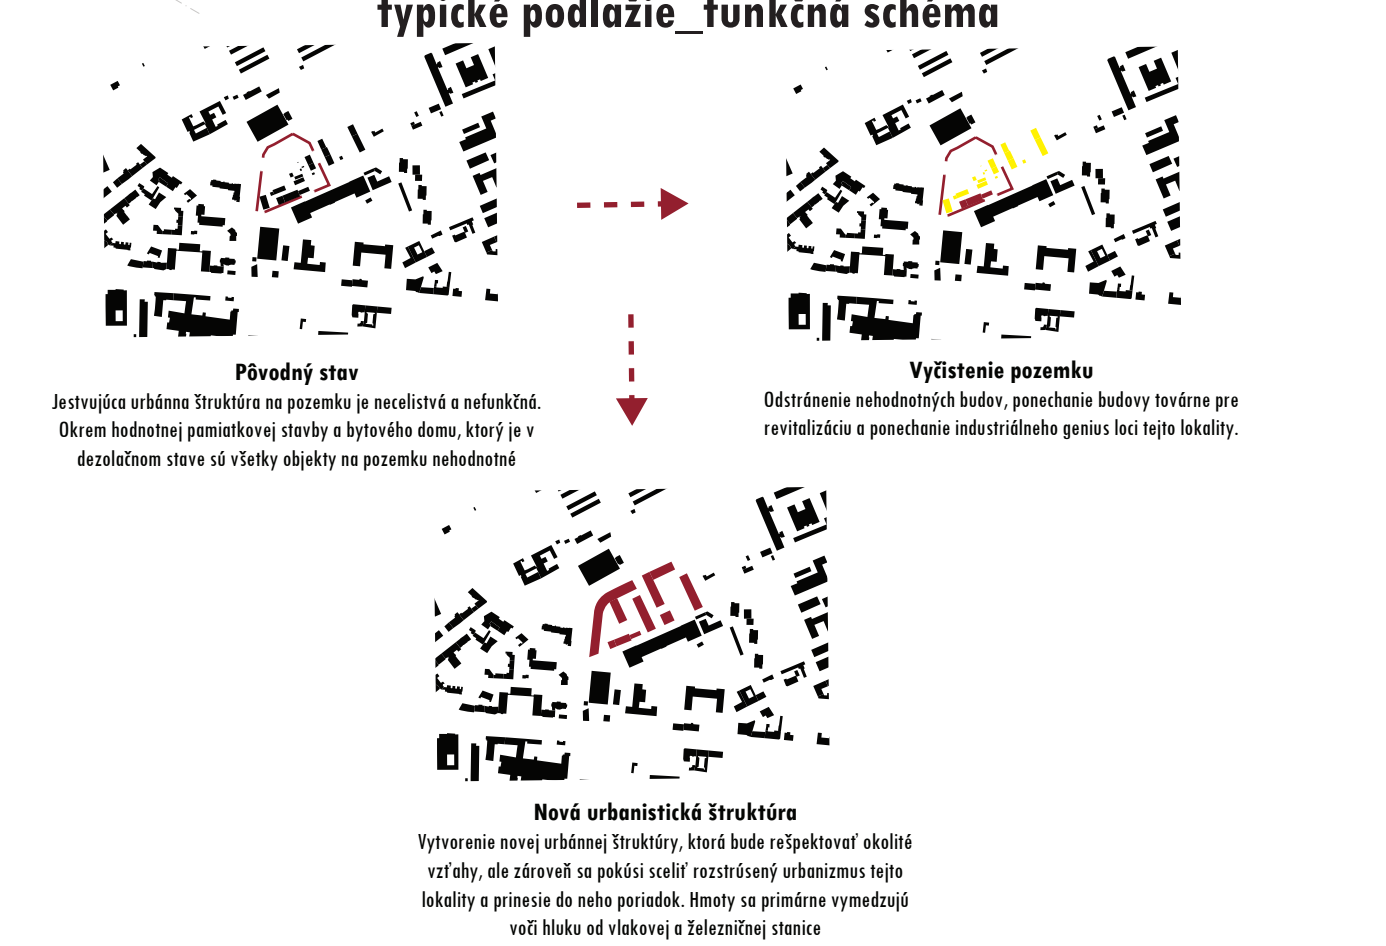 typické podlažie_funkčná schéma
Pôvodný stav
Jestvujúca urbánna štruktúra na pozemku je necelistvá a nefunkčná.
Okrem hodnotnej pamiatkovej stavby a bytového domu, ktorý je v
dezolačnom stave sú všetky objekty na pozemku nehodnotné
Vyčistenie pozemku
Odstránenie nehodnotných budov, ponechanie budovy továrne pre
revitalizáciu a ponechanie industriálneho genius loci tejto lokality.
Nová urbanistická štruktúra
Vytvorenie novej urbánnej štruktúry, ktorá bude rešpektovať okolité
vzťahy, ale zároveň sa pokúsi sceliť rozstrúsený urbanizmus tejto
lokality a prinesie do neho poriadok. Hmoty sa primárne vymedzujú
voči hluku od vlakovej a železničnej stanice